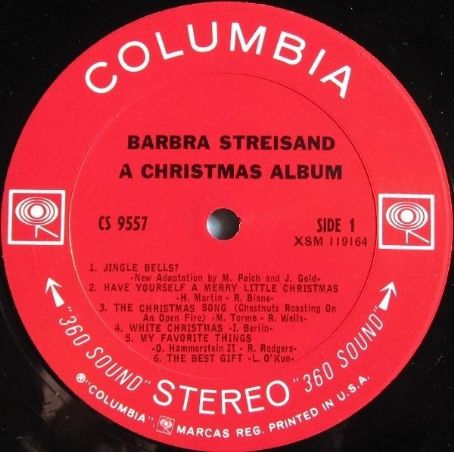 COLUMBIA
BARBRA STREISAND
A CHRISTMAS ALBUM
CS 9557
SIDE 1
XSM 119164
1. JINGLE BELLS?
-New Adaptation by M. Paich and J. Gold-
2. HAVE YOURSELF A MERRY LITTLE CHRISTMAS
-H. Martin - R. Blane-
3. THE CHRISTMAS SONG (Chestnuts Roasting On
An Open Fire) -M. Torme - R. Wells-
4. WHITE CHRISTMAS -I. Berlin-
5. MY FAVORITE THINGS
-O. Hammerstein II - R. Rodgers-
6. THE BEST GIFT -L. O'Kun-
"360 SOUND" STEREO "360 SOUND"
® "COLUMBIA", MARCAS REG. PRINTED IN U.S.A.